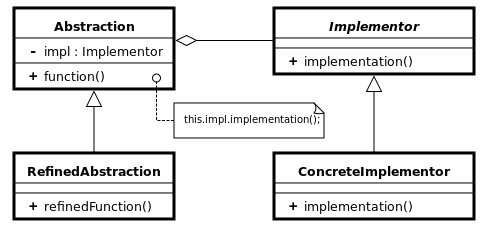 Abstraction
- impl : Implementor
+ function()
Implementor
+ implementation()
this.impl.implementation();
RefinedAbstraction
+ refinedFunction()
ConcreteImplementor
+ implementation()